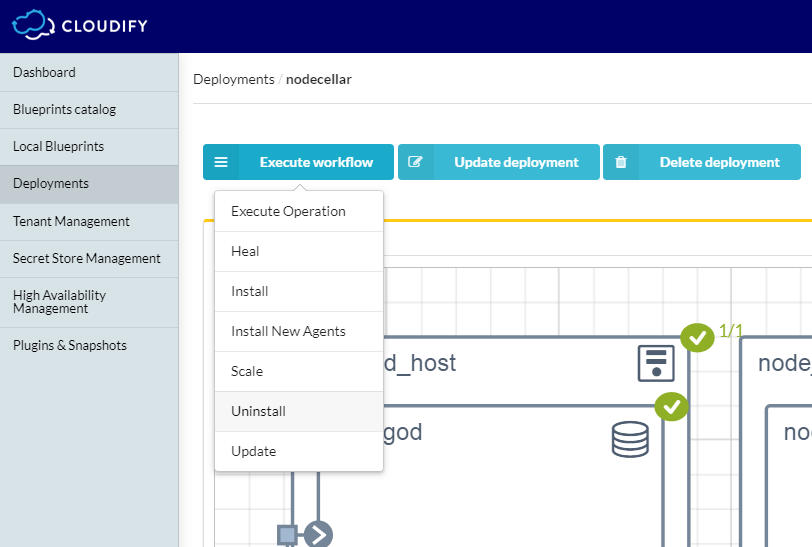 CLOUDIFY
Dashboard
Blueprints catalog
Local Blueprints
Deployments
Tenant Management
Secret Store Management
High Availability
Management
Plugins & Snapshots
Deployments / nodecellar
Execute workflow
Update deployment
Delete deployment
Execute Operation
Heal
Install
Install New Agents
Scale
Uninstall
Update
1/1
d_host
god
node_
no